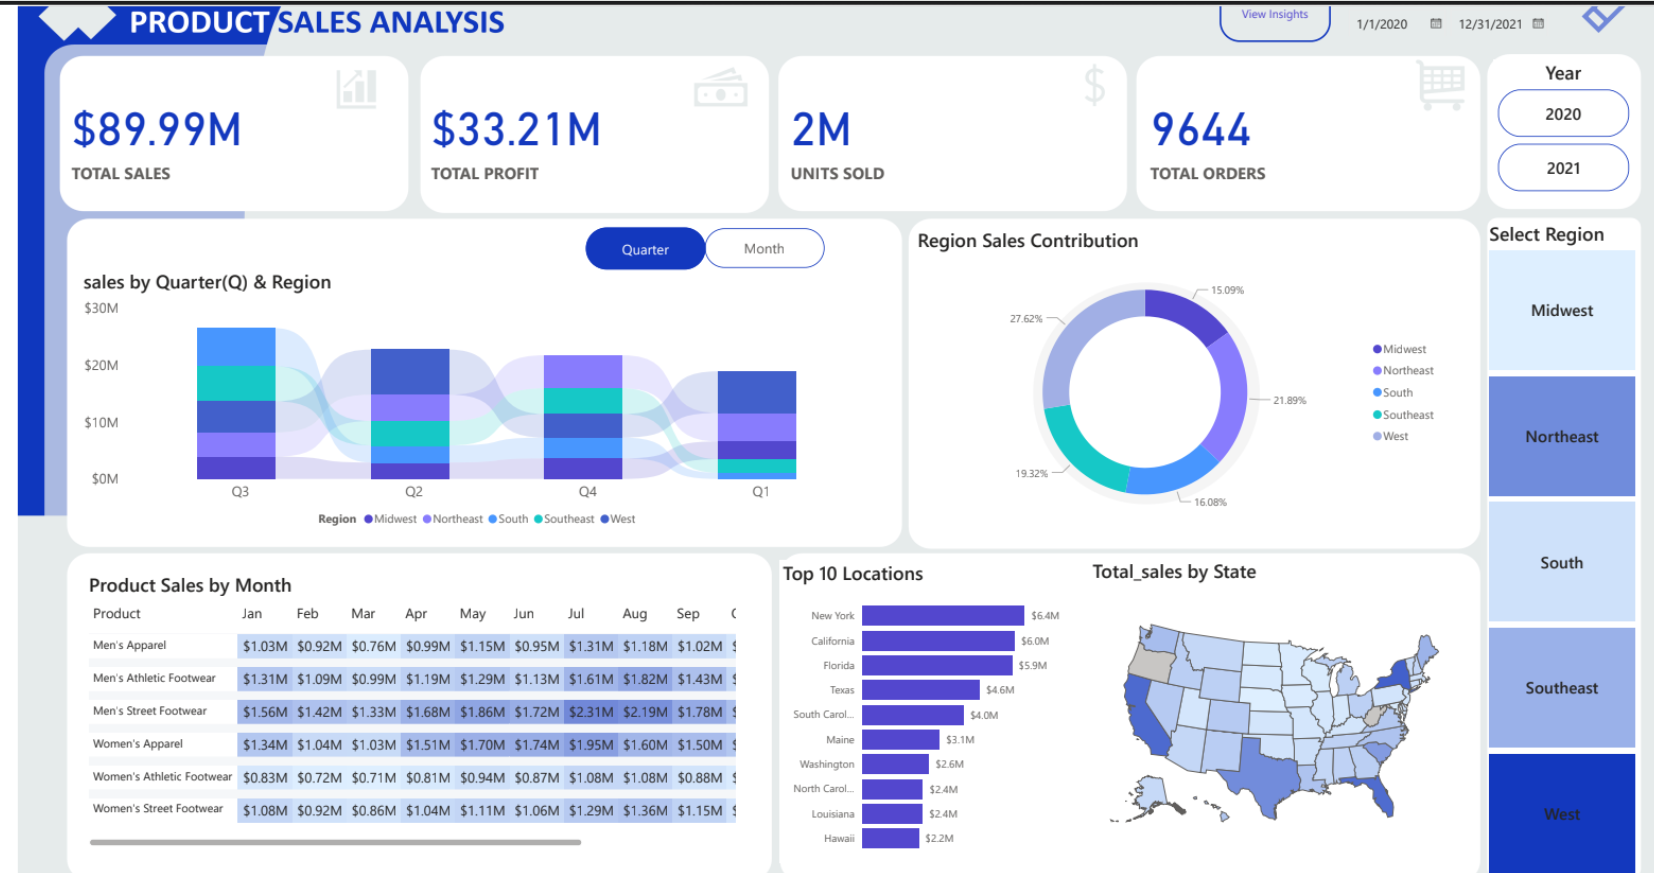 PRODUCT SALES ANALYSIS
View Insights
1/1/2020 12/31/2021
$89.99M
TOTAL SALES
$33.21M
TOTAL PROFIT
$
2M
UNITS SOLD
9644
TOTAL ORDERS
Year
2020
2021
Quarter
Month
sales by Quarter(Q) & Region
$30M
$20M
$10M
$0M
Q3 Q2 Q4 Q1
Region Midwest Northeast South Southeast West
Region Sales Contribution
15.09%
27.62%
21.89%
19.32%
16.08%
Midwest
Northeast
South
Southeast
West
Select Region
Midwest
Northeast
South
Southeast
West
Product Sales by Month
Product Jan Feb Mar Apr May Jun Jul Aug Sep
Men's Apparel $1.03M $0.92M $0.76M $0.99M $1.15M $0.95M $1.31M $1.18M $1.02M
Men's Athletic Footwear $1.31M $1.09M $0.99M $1.19M $1.29M $1.13M $1.61M $1.82M $1.43M
Men's Street Footwear $1.56M $1.42M $1.33M $1.68M $1.86M $1.72M $2.31M $2.19M $1.78M
Women's Apparel $1.34M $1.04M $1.03M $1.51M $1.70M $1.74M $1.95M $1.60M $1.50M
Women's Athletic Footwear $0.83M $0.72M $0.71M $0.81M $0.94M $0.87M $1.08M $1.08M $0.88M
Women's Street Footwear $1.08M $0.92M $0.86M $1.04M $1.11M $1.06M $1.29M $1.36M $1.15M
Top 10 Locations
New York $6.4M
California $6.0M
Florida $5.9M
Texas $4.6M
South Carol... $4.0M
Maine $3.1M
Washington $2.6M
North Carol... $2.4M
Louisiana $2.4M
Hawaii $2.2M
Total_sales by State